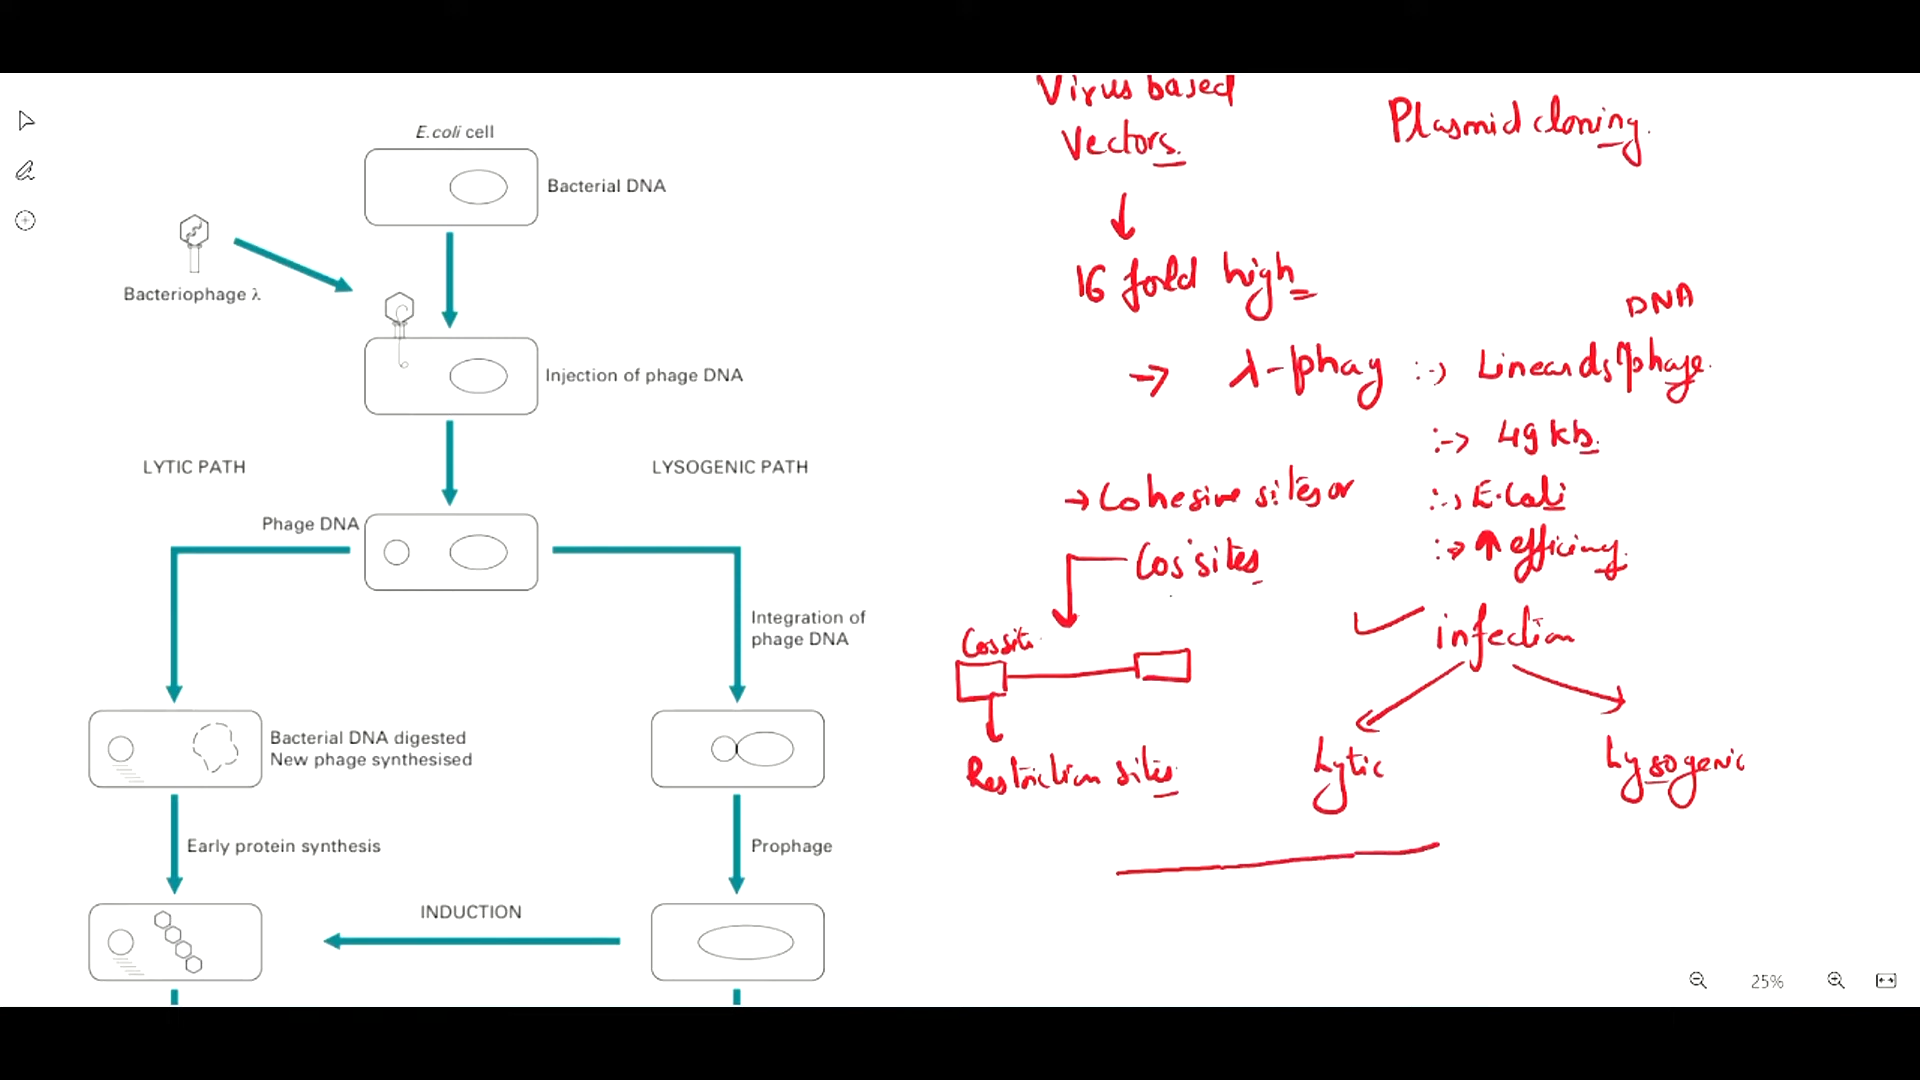 E.coli cell
Bacterial DNA
Bacteriophage λ
Injection of phage DNA
LYTIC PATH
LYSOGENIC PATH
Phage DNA
Integration of
phage DNA
Bacterial DNA digested
New phage synthesised
Early protein synthesis
Prophage
INDUCTION
Virus based
Vectors.
Plasmid cloning.
16 fold high
DNA
→ λ-phag :-> Linear ds phage.
:-> 49 kb.
→ Cohesive sites or
:-> E.Coli
Cos sites
:->
Cos site
infection
Restriction sites
Lytic
Lysogenic
25%